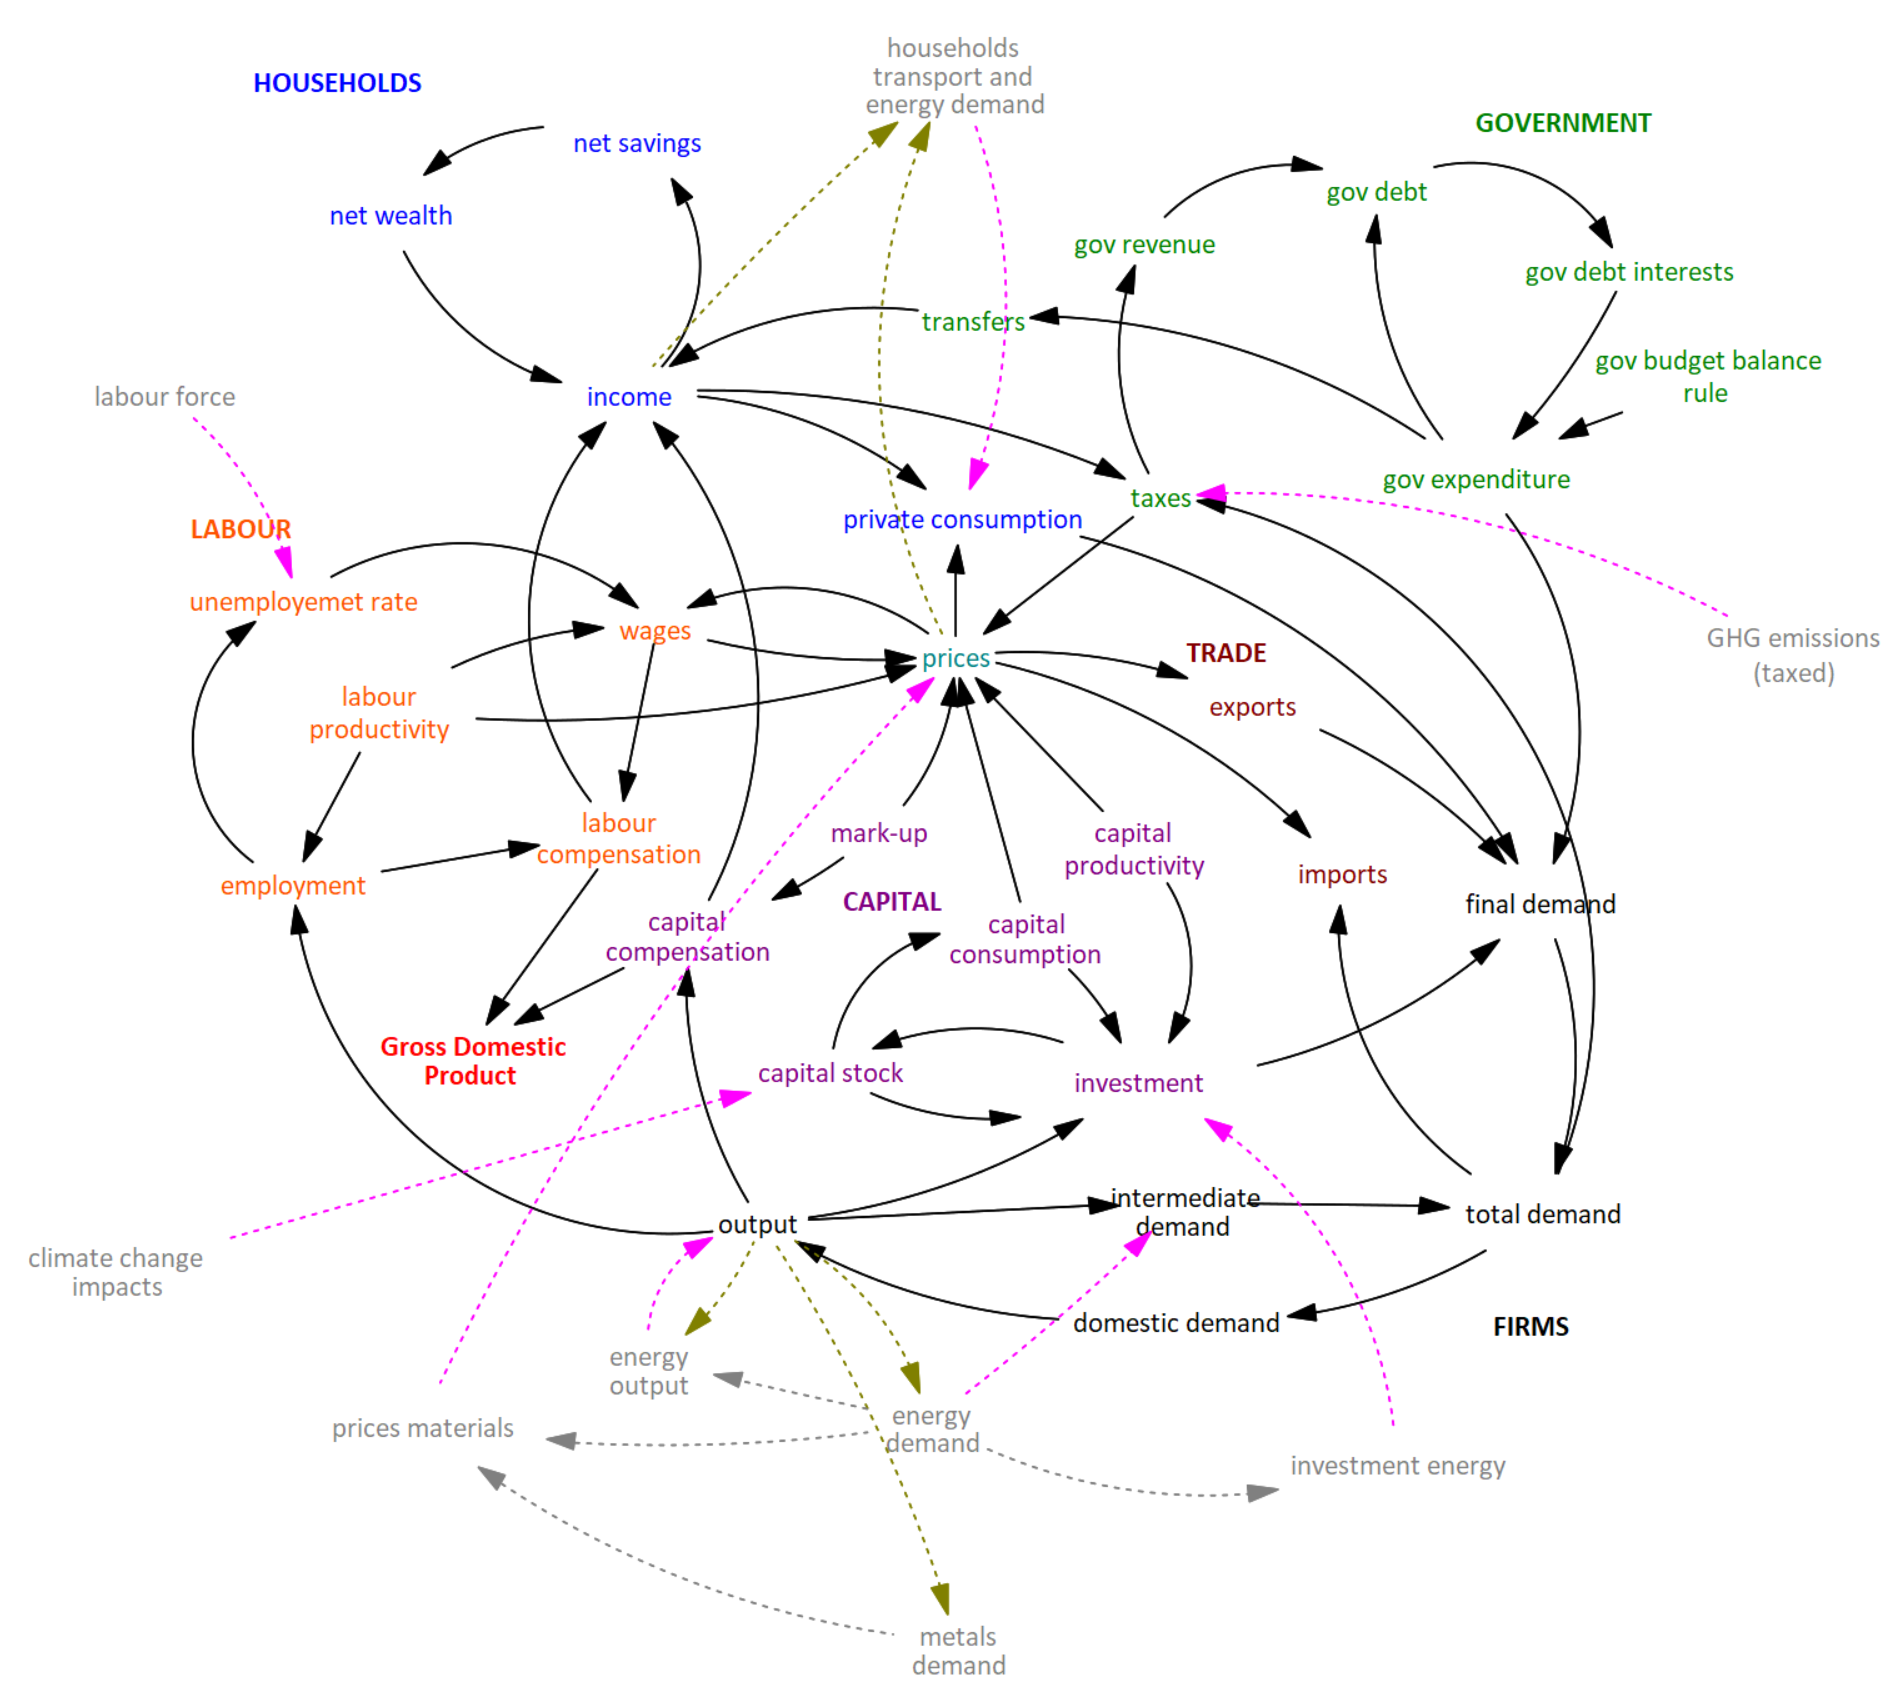 households
transport and
energy demand
HOUSEHOLDS
GOVERNMENT
net savings
gov debt
net wealth
gov revenue
gov debt interests
transfers
gov budget balance
rule
labour force
income
gov expenditure
taxes
private consumption
LABOUR
unemployemet rate
wages
prices
TRADE
GHG emissions
(taxed)
labour
productivity
exports
labour
compensation
mark-up
capital
productivity
employment
imports
CAPITAL
final demand
capital
compensation
capital
consumption
Gross Domestic
Product
capital stock
investment
output
intermediate
demand
total demand
climate change
impacts
domestic demand
FIRMS
energy
output
prices materials
energy
demand
investment energy
metals
demand